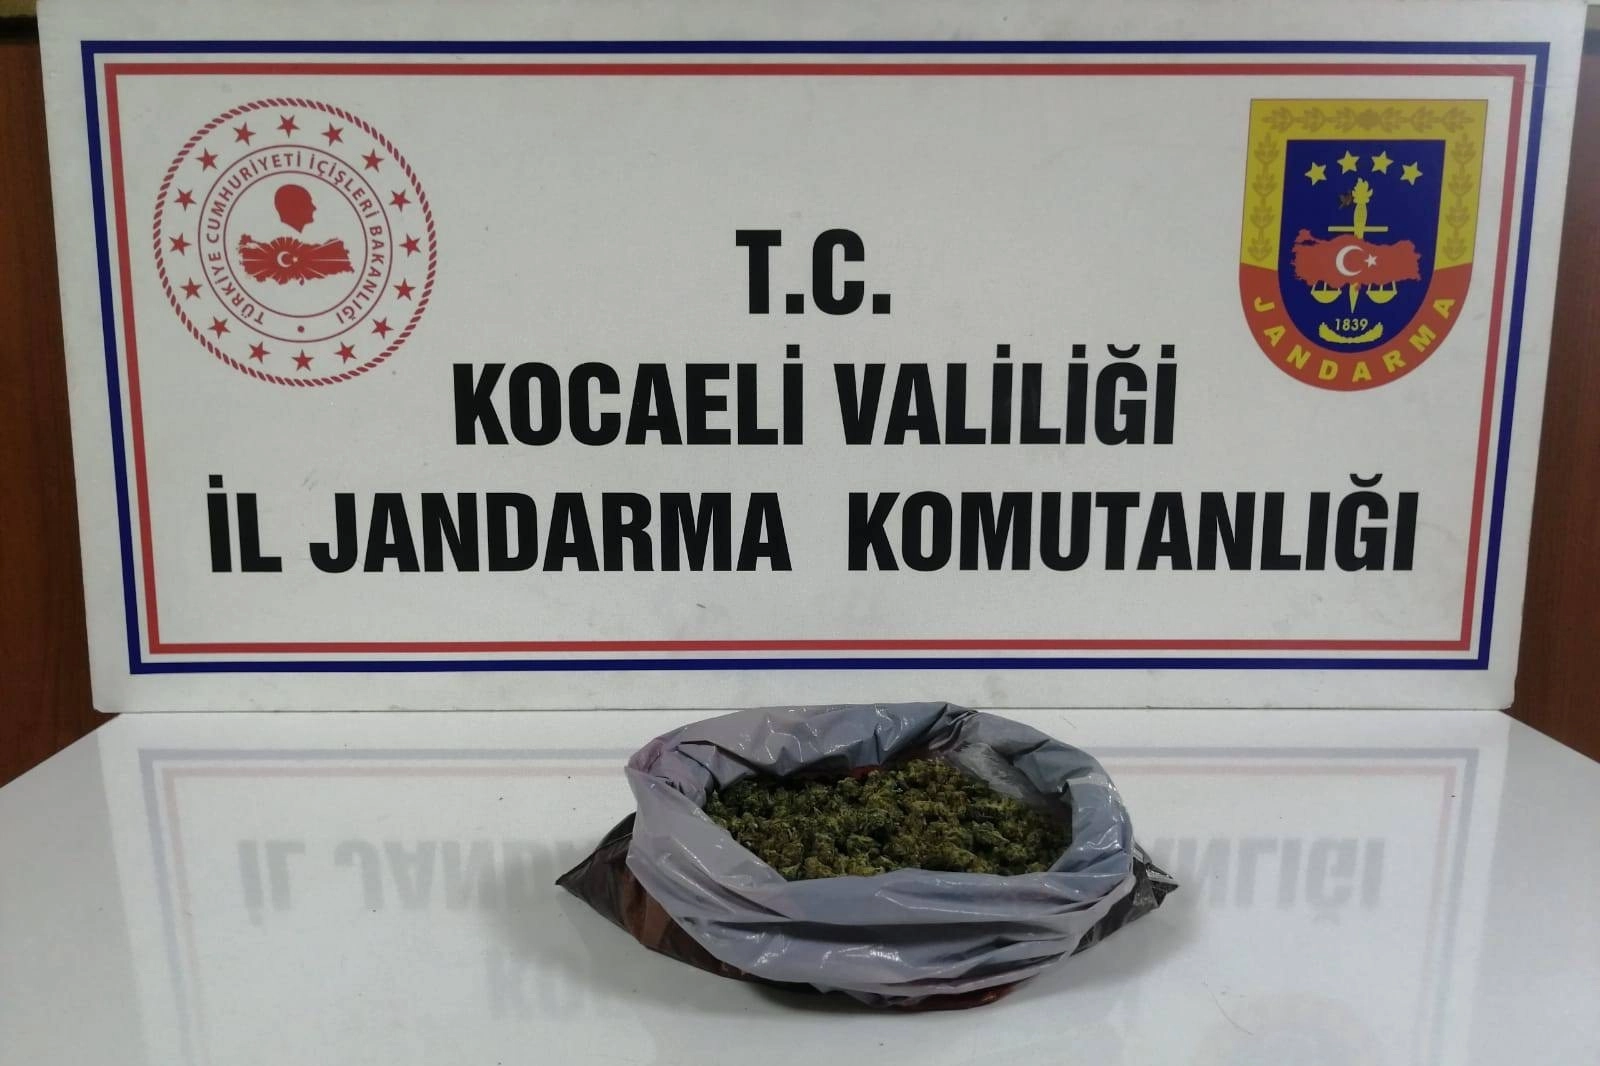 TÜRKİYE CUMHURİYETİ İÇİŞLERİ BAKANLIĞI
T.C.
KOCAELİ VALİLİĞİ
İL JANDARMA KOMUTANLIĞI
1839
JANDARMA